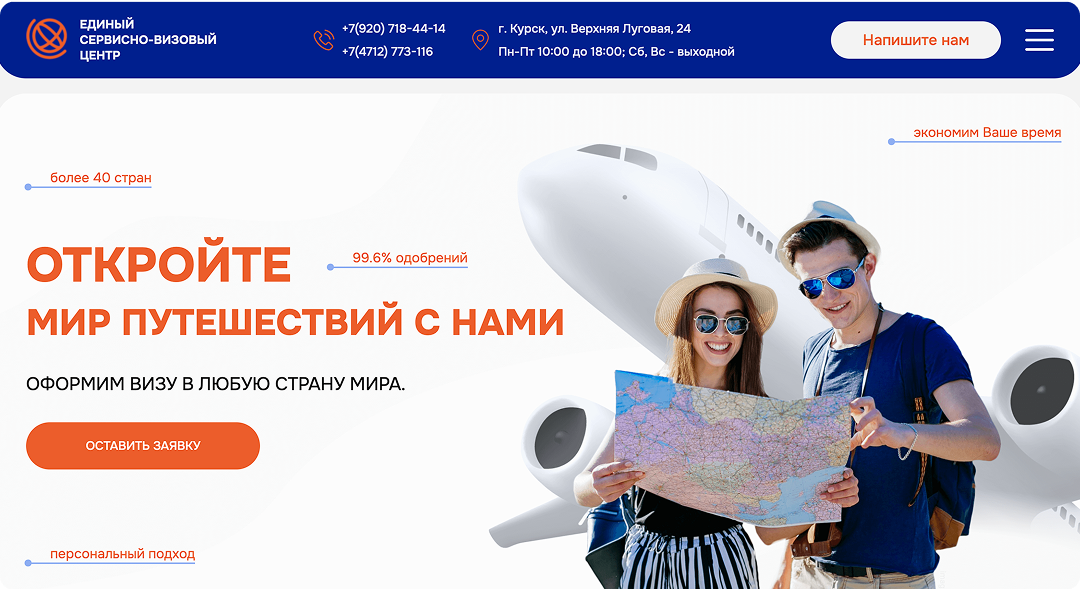 ЕДИНЫЙ
СЕРВИСНО-ВИЗОВЫЙ
ЦЕНТР
+7(920) 718-44-14
+7(4712) 773-116
г. Курск, ул. Верхняя Луговая, 24
Пн-Пт 10:00 до 18:00; Сб, Вс - выходной
Напишите нам
экономим Ваше время
более 40 стран
ОТКРОЙТЕ
99.6% одобрений
МИР ПУТЕШЕСТВИЙ С НАМИ
ОФОРМИМ ВИЗУ В ЛЮБУЮ СТРАНУ МИРА.
ОСТАВИТЬ ЗАЯВКУ
персональный подход